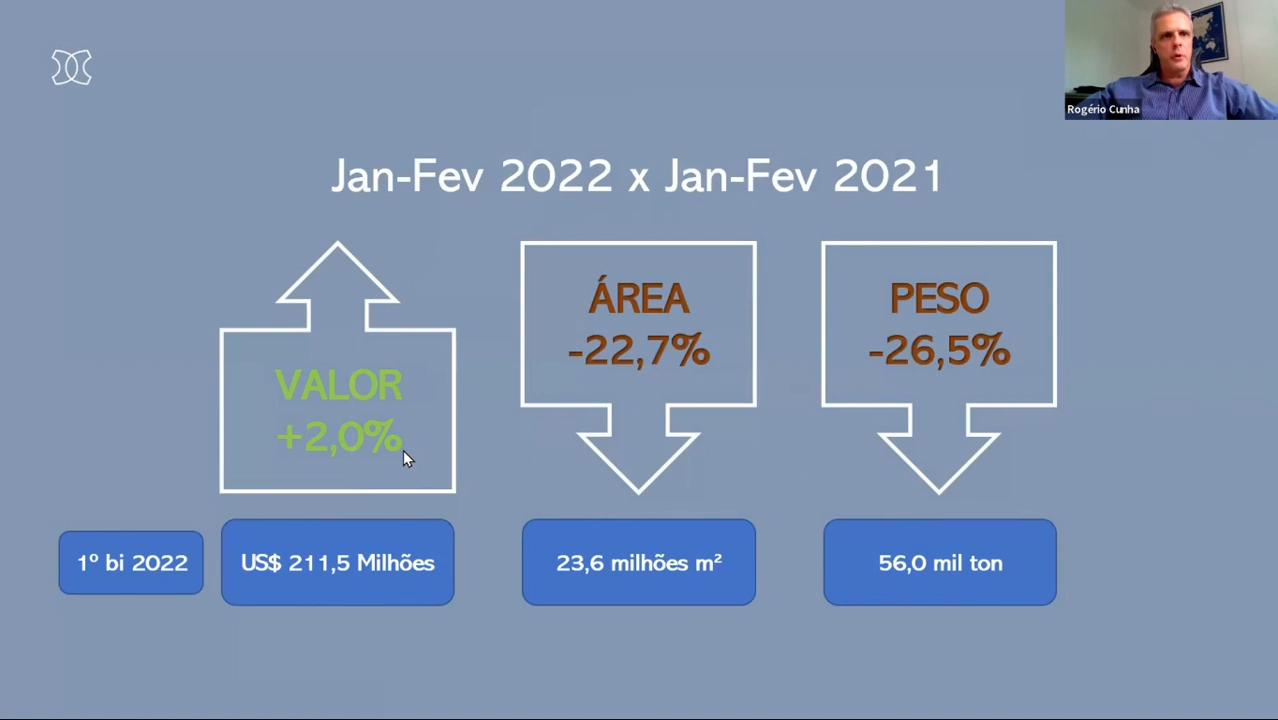 Rogério Cunha
Jan-Fev 2022 x Jan-Fev 2021
VALOR
+2,0%
ÁREA
-22,7%
PESO
-26,5%
1º bi 2022
US$ 211,5 Milhões
23,6 milhões m²
56,0 mil ton